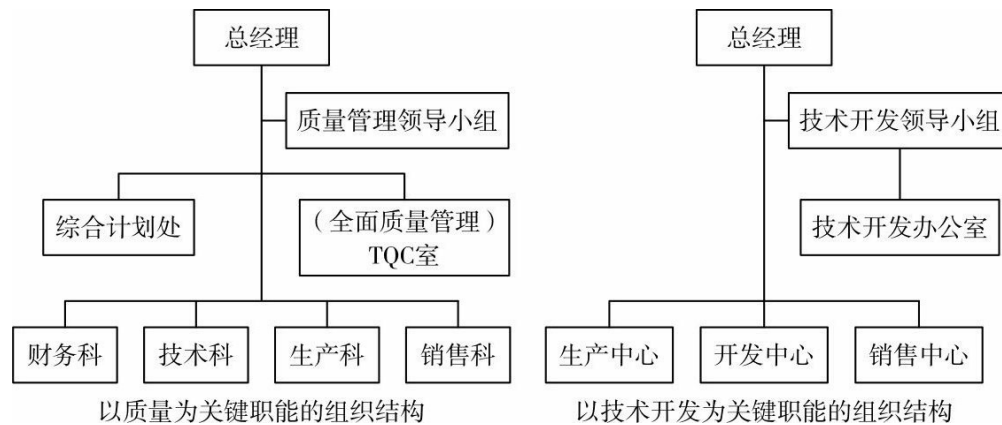 总经理
质量管理领导小组
综合计划处
（全面质量管理）
TQC室
财务科
技术科
生产科
销售科
以质量为关键职能的组织结构
总经理
技术开发领导小组
技术开发办公室
生产中心
开发中心
销售中心
以技术开发为关键职能的组织结构